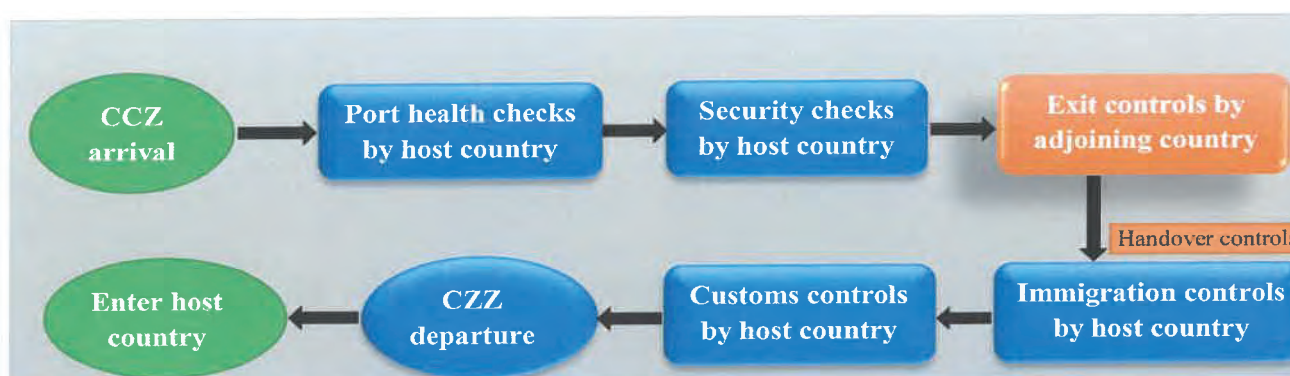 CCZ
arrival
Port health checks
by host country
Security checks
by host country
Exit controls by
adjoining country
Handover controls
Immigration controls
by host country
Customs controls
by host country
CZZ
departure
Enter host
country